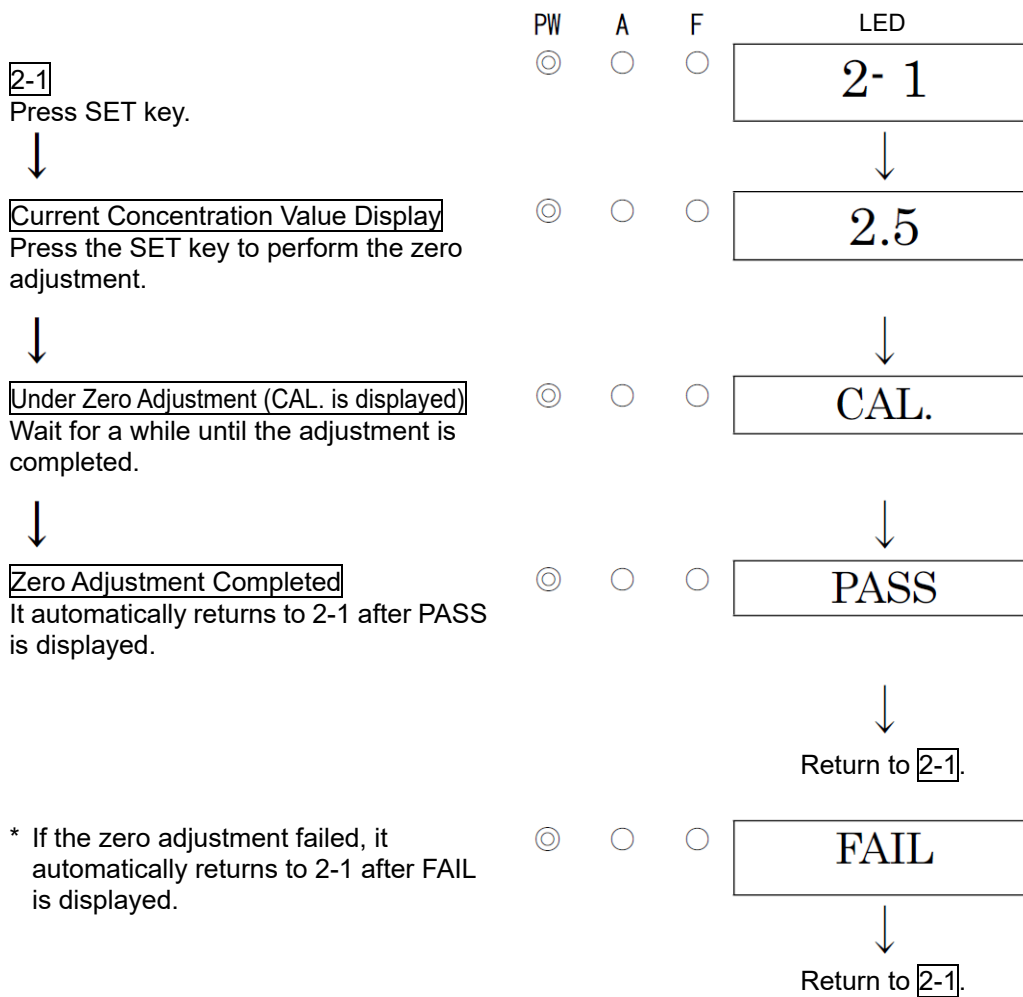 PW A F LED
2-1
Press SET key.
◎ ○ ○ 2- 1
↓ ↓
Current Concentration Value Display
Press the SET key to perform the zero
adjustment.
◎ ○ ○ 2.5
↓ ↓
Under Zero Adjustment (CAL. is displayed)
Wait for a while until the adjustment is
completed.
◎ ○ ○ CAL.
↓ ↓
Zero Adjustment Completed
It automatically returns to 2-1 after PASS
is displayed.
◎ ○ ○ PASS
↓
Return to 2-1.
* If the zero adjustment failed, it
automatically returns to 2-1 after FAIL
is displayed.
◎ ○ ○ FAIL
↓
Return to 2-1.